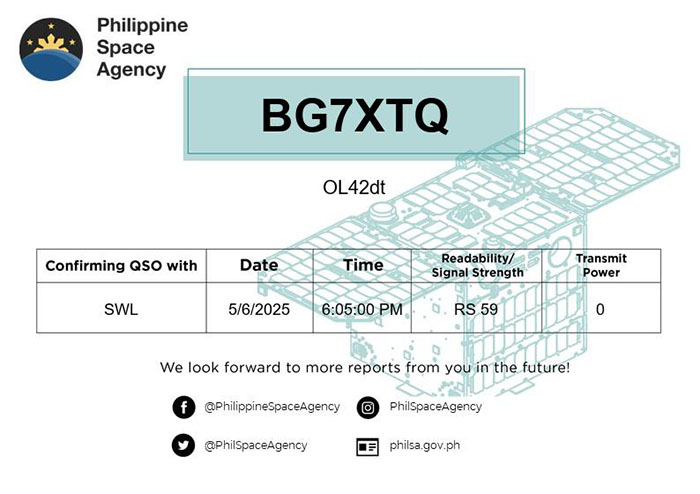 Philippine
Space
Agency
BG7XTQ
OL42dt
Confirming QSO with Date Time Readability/ Signal Strength Transmit Power
SWL 5/6/2025 6:05:00 PM RS 59 0
We look forward to more reports from you in the future!
@PhilippineSpaceAgency PhilSpaceAgency
@PhilSpaceAgency philsa.gov.ph